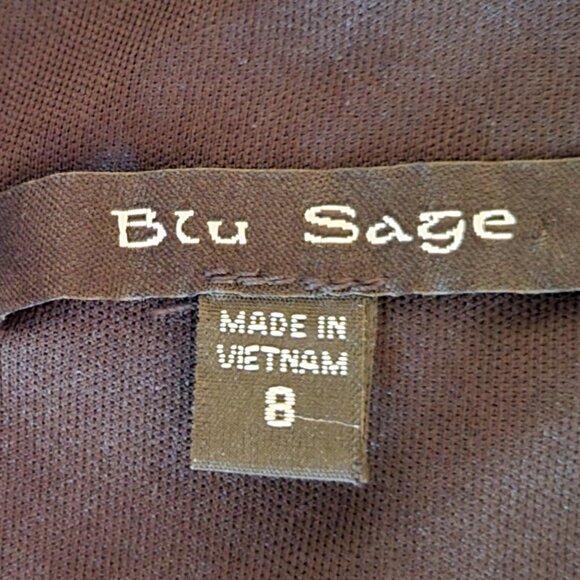 Blu Sage
MADE IN
VIETNAM
8